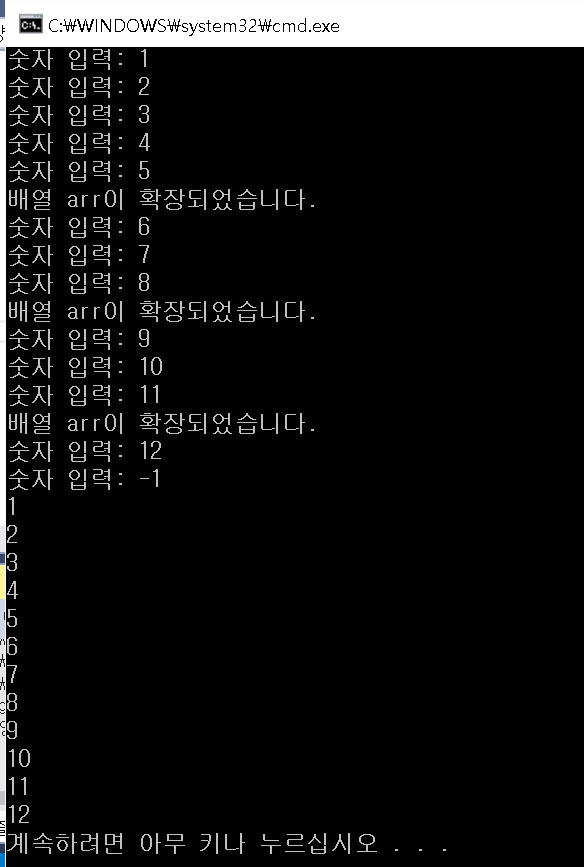 C:₩WINDOWS₩system32₩cmd.exe
숫자 입력: 1
숫자 입력: 2
숫자 입력: 3
숫자 입력: 4
숫자 입력: 5
배열 arr이 확장되었습니다.
숫자 입력: 6
숫자 입력: 7
숫자 입력: 8
배열 arr이 확장되었습니다.
숫자 입력: 9
숫자 입력: 10
숫자 입력: 11
배열 arr이 확장되었습니다.
숫자 입력: 12
숫자 입력: -1
1
2
3
4
5
6
7
8
9
10
11
12
계속하려면 아무 키나 누르십시오 . . .